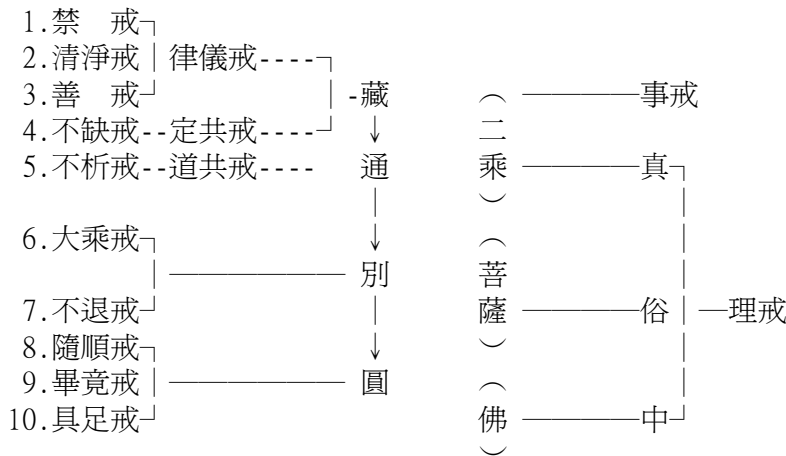 1.禁　戒┐
2.清淨戒│律儀戒----┐
3.善　戒┘　　　　　│-藏　　　︵　————事戒
4.不缺戒--定共戒----┘　↓　　　二
5.不析戒--道共戒----　通　　　乘　————真┐
│　　　︶　　　　　　│
6.大乘戒┐　　　　　　　↓　　　︵　　　　　　│
│——————　別　　　菩　　　　　　│
7.不退戒┘　　　　　　　│　　　薩　————俗│—理戒
8.隨順戒┐　　　　　　　↓　　　︶　　　　　　│
9.畢竟戒│——————　圓　　　︵　　　　　　│
10.具足戒┘　　　　　　　　　　　佛　————中┘
︶